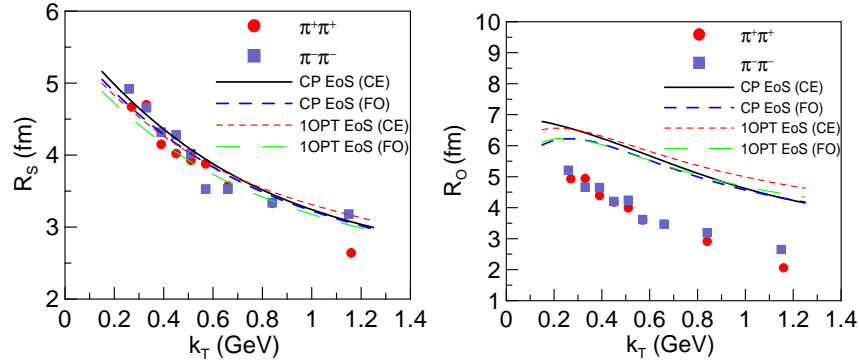 6
5
4
3
2
R_S (fm)
π⁺π⁺
π⁻π⁻
CP EoS (CE)
CP EoS (FO)
1OPT EoS (CE)
1OPT EoS (FO)
0 0.2 0.4 0.6 0.8 1 1.2 1.4
k_T (GeV)
10
9
8
7
6
5
4
3
2
1
R_O (fm)
π⁺π⁺
π⁻π⁻
CP EoS (CE)
CP EoS (FO)
1OPT EoS (CE)
1OPT EoS (FO)
0 0.2 0.4 0.6 0.8 1 1.2 1.4
k_T (GeV)